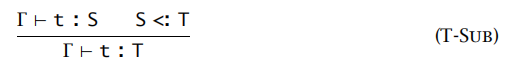 Γ ⊢ t : S   S <: T
Γ ⊢ t : T
(T-SUB)